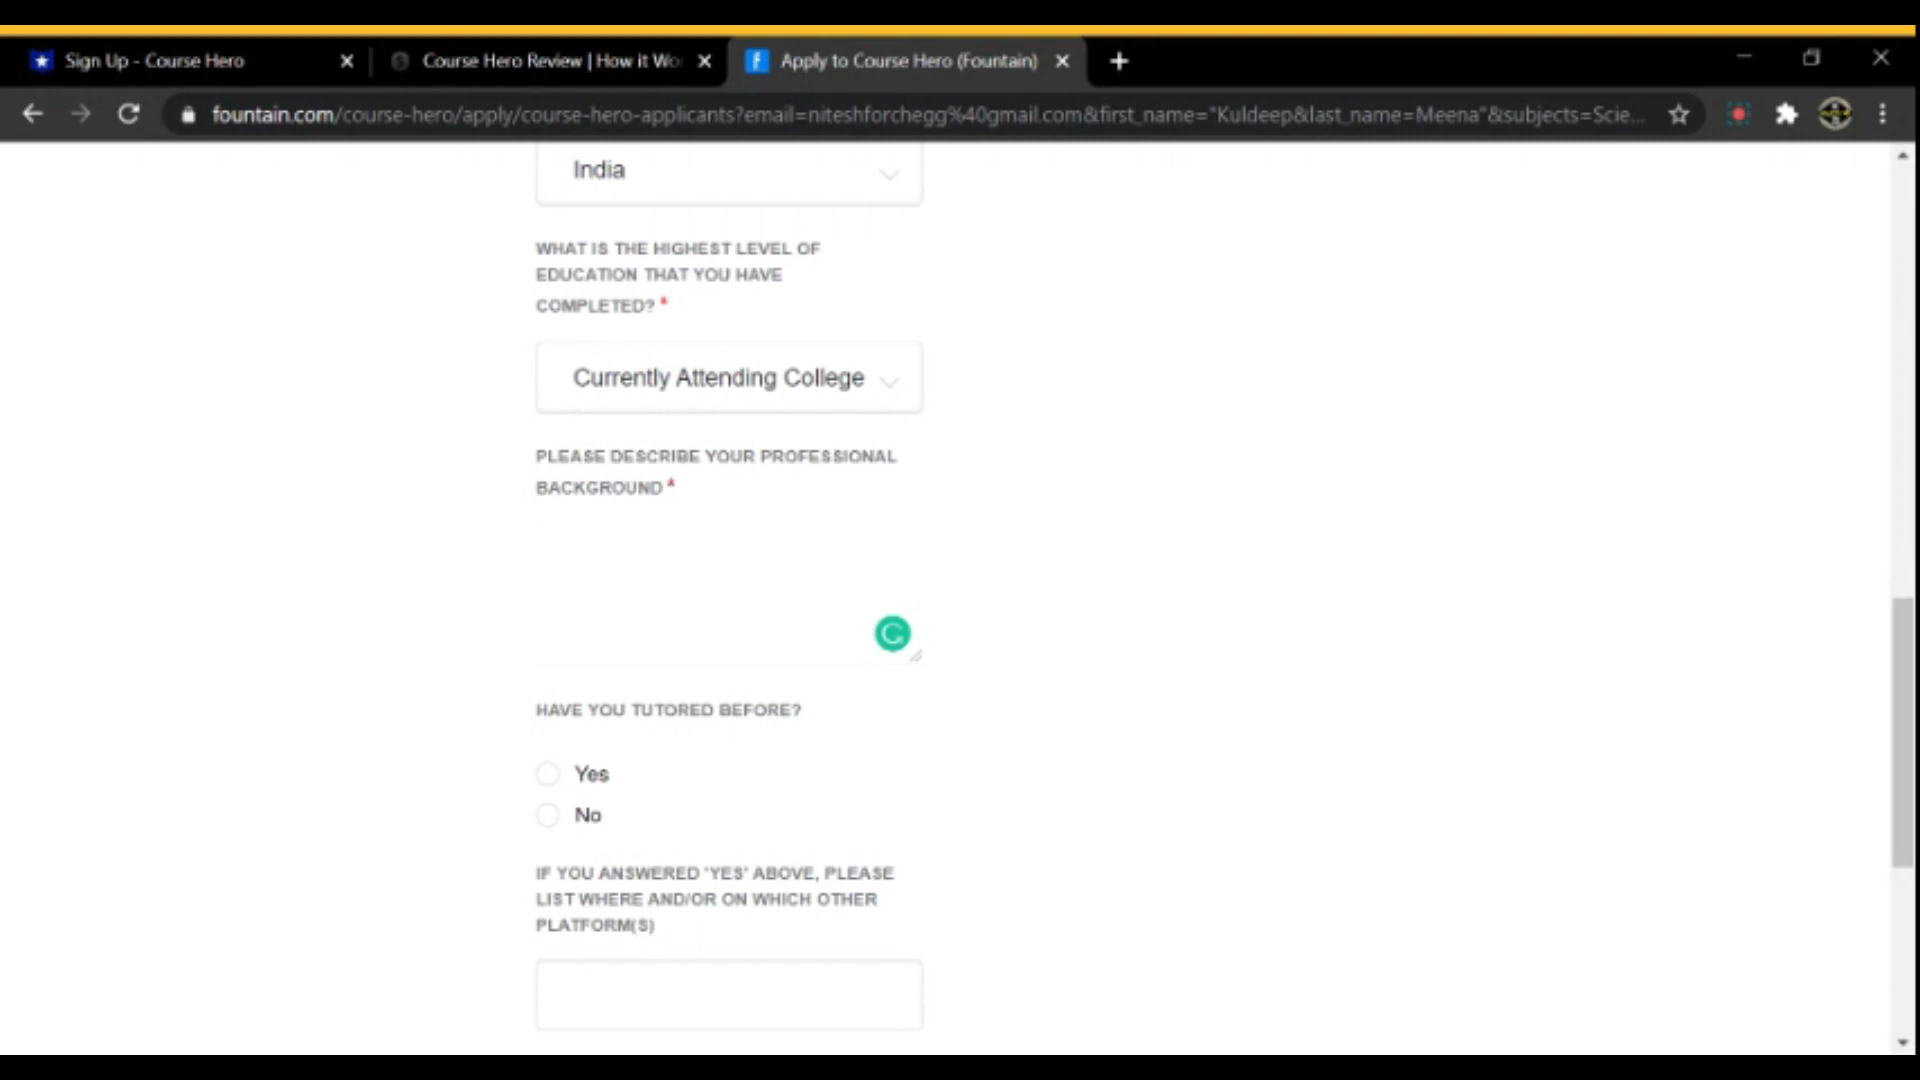 Sign Up - Course Hero
Course Hero Review | How it Wo
Apply to Course Hero (Fountain)
fountain.com/course-hero/apply/course-hero-applicants?email=niteshforchegg%40gmail.com&first_name="Kuldeep&last_name=Meena"&subjects=Scie...
India
WHAT IS THE HIGHEST LEVEL OF
EDUCATION THAT YOU HAVE
COMPLETED? *
Currently Attending College
PLEASE DESCRIBE YOUR PROFESSIONAL
BACKGROUND *
HAVE YOU TUTORED BEFORE?
Yes
No
IF YOU ANSWERED 'YES' ABOVE, PLEASE
LIST WHERE AND/OR ON WHICH OTHER
PLATFORM(S)